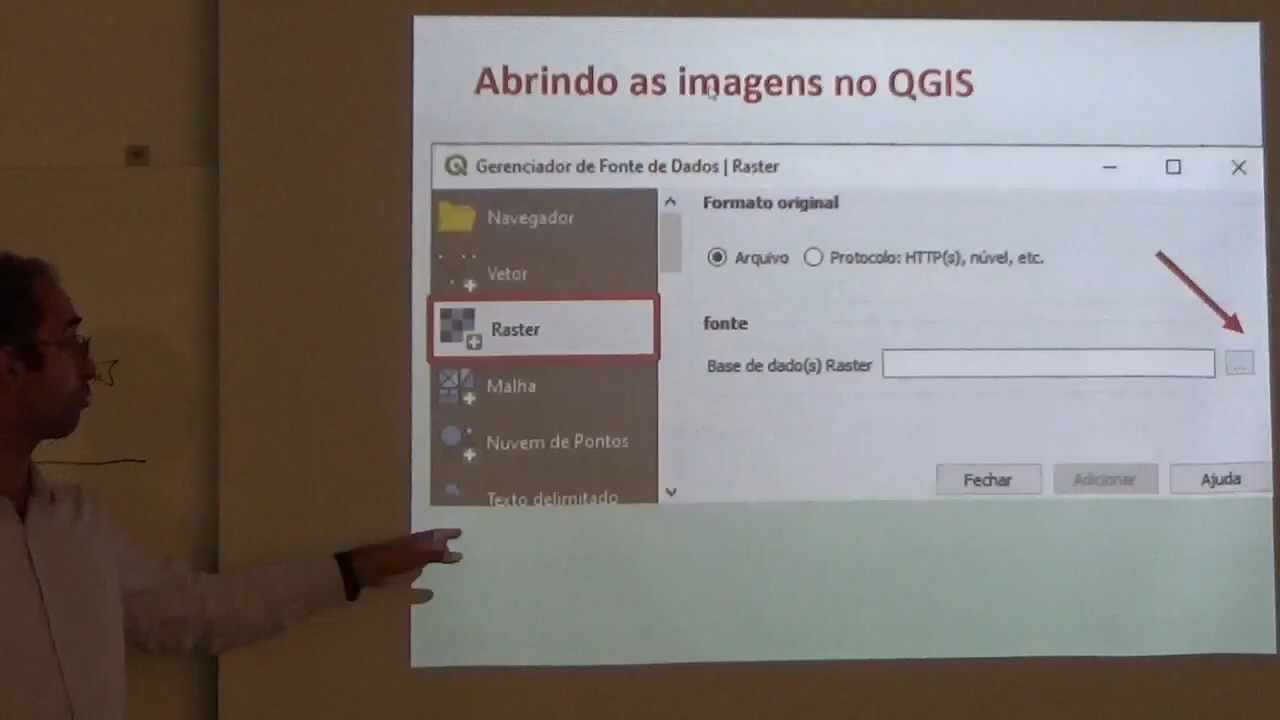 Abrindo as imagens no QGIS
Gerenciador de Fonte de Dados | Raster
Navegador
Vetor
Raster
Malha
Nuvem de Pontos
Texto delimitado
Formato original
Arquivo
Protocolo: HTTP(s), núvel, etc.
fonte
Base de dado(s) Raster
...
Fechar
Adicionar
Ajuda